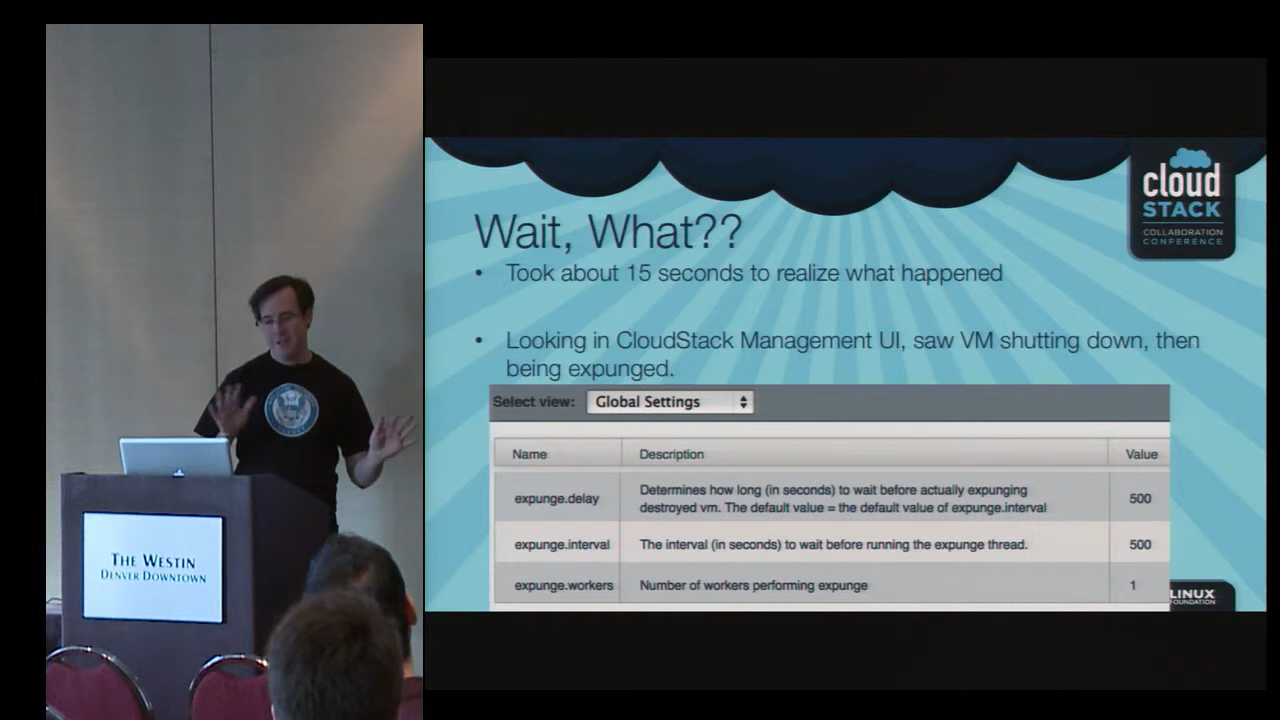 THE WESTIN
DENVER DOWNTOWN
cloud
STACK
COLLABORATION
CONFERENCE
Wait, What??
• Took about 15 seconds to realize what happened
• Looking in CloudStack Management UI, saw VM shutting down, then
being expunged.
Select view: Global Settings
Name Description Value
expunge.delay Determines how long (in seconds) to wait before actually expunging
destroyed vm. The default value = the default value of expunge.interval 500
expunge.interval The interval (in seconds) to wait before running the expunge thread. 500
expunge.workers Number of workers performing expunge 1
LINUX
FOUNDATION